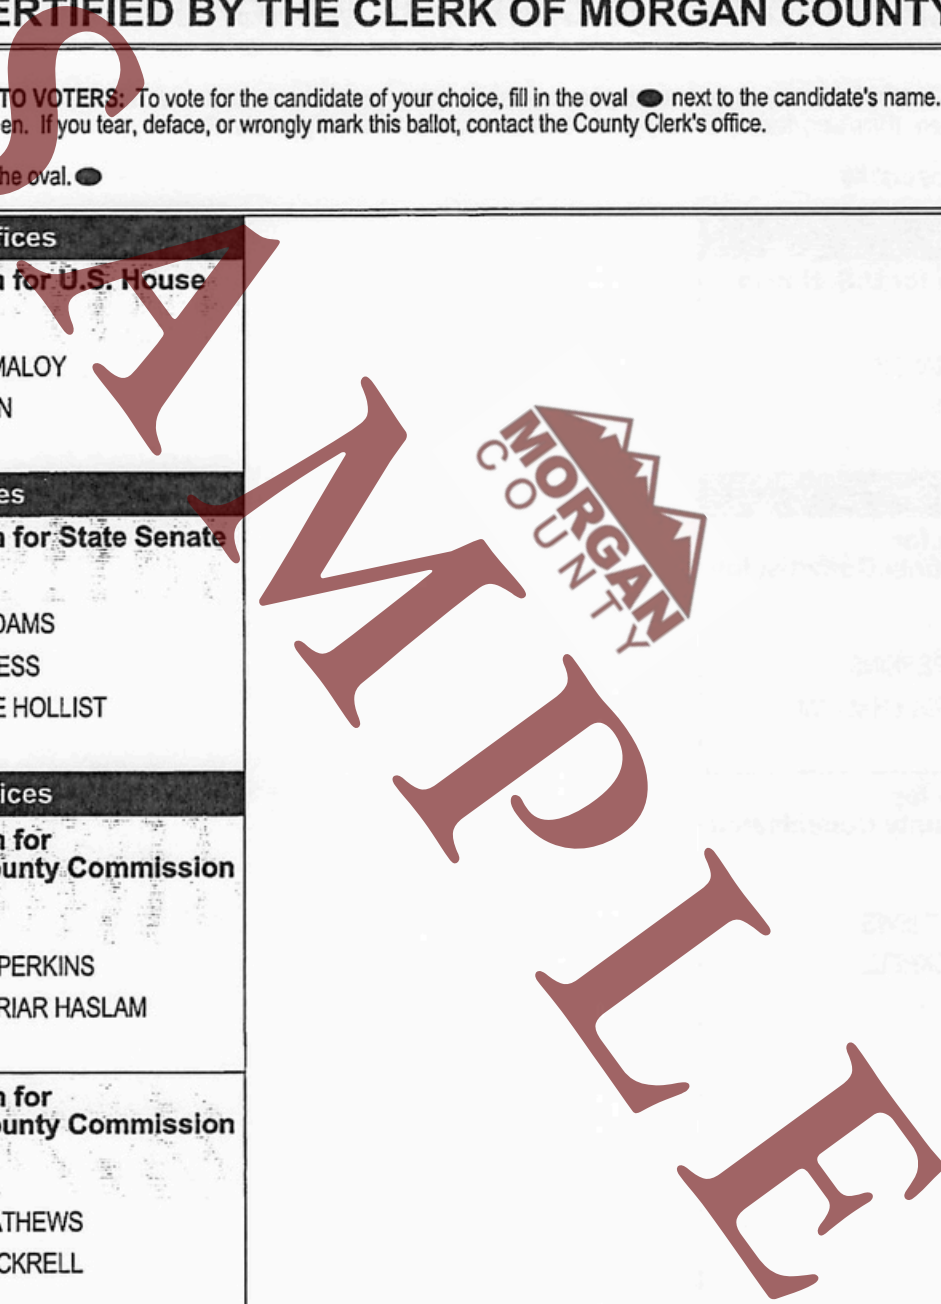 ERTIFIED BY THE CLERK OF MORGAN COUNTY
TO VOTERS: To vote for the candidate of your choice, fill in the oval next to the candidate's name.
en. If you tear, deface, or wrongly mark this ballot, contact the County Clerk's office.
he oval.
fices
n for U.S. House
MALOY
N
es
n for State Senate
DAMS
ESS
E HOLLIST
ices
n for
ounty Commission
PERKINS
RIAR HASLAM
n for
ounty Commission
ATHEWS
CKRELL
MORGAN
COUNTY
SAMPLE